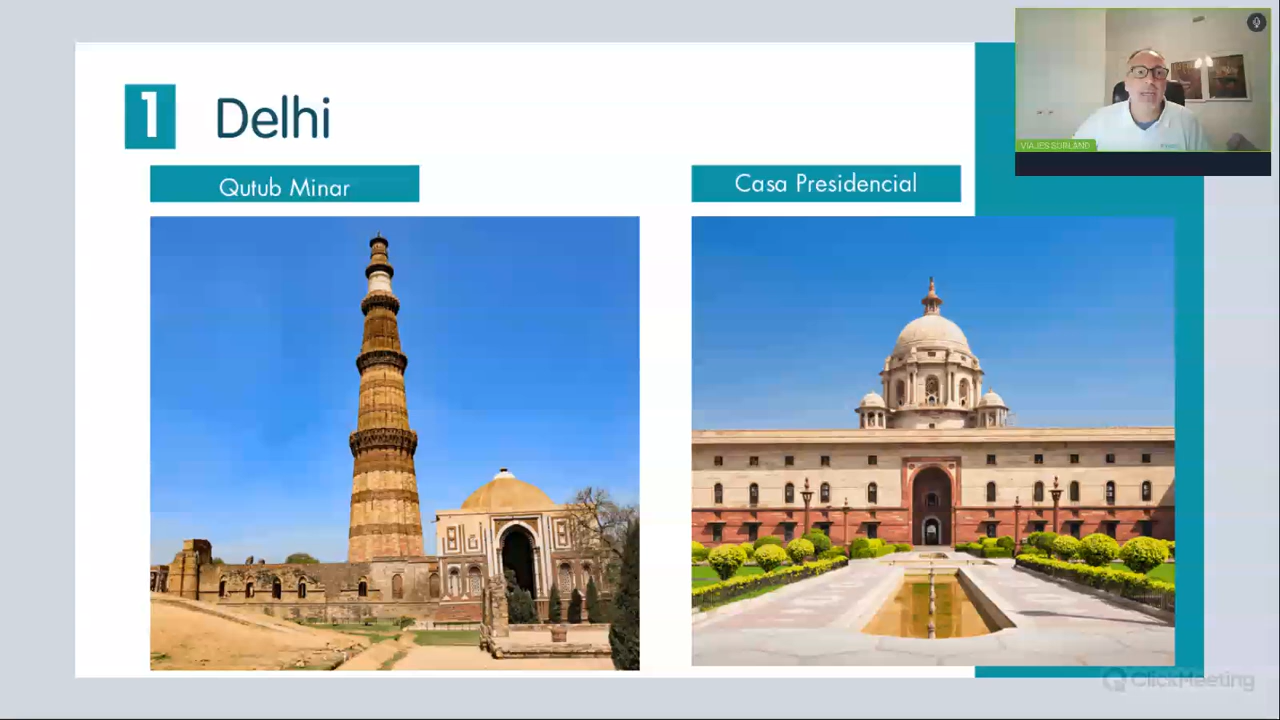 1 Delhi
Qutub Minar
Casa Presidencial
VIAJES SORLAND
ClickMeeting